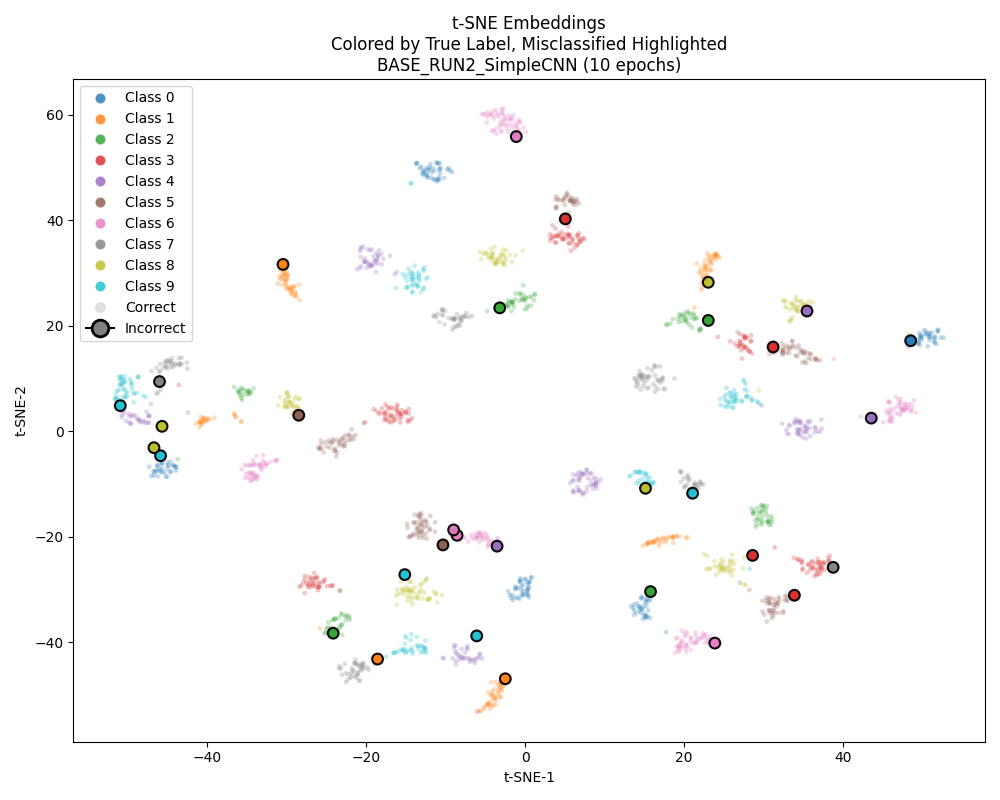 t-SNE Embeddings
Colored by True Label, Misclassified Highlighted
BASE_RUN2_SimpleCNN (10 epochs)
Class 0
Class 1
Class 2
Class 3
Class 4
Class 5
Class 6
Class 7
Class 8
Class 9
Correct
Incorrect
60
40
20
0
−20
−40
t-SNE-2
−40
−20
0
20
40
t-SNE-1